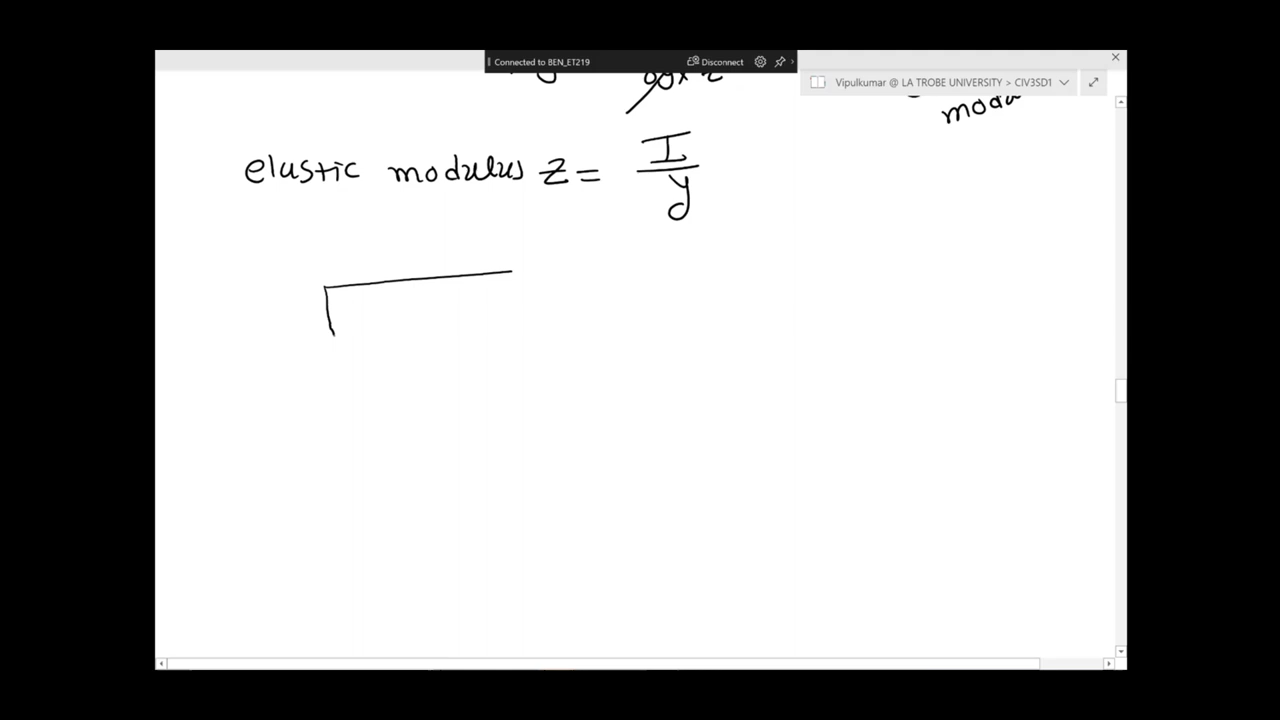 Connected to BEN_ET219 Disconnect
Vipulkumar @ LA TROBE UNIVERSITY > CIV3SD1
elastic modulus Z = I / y